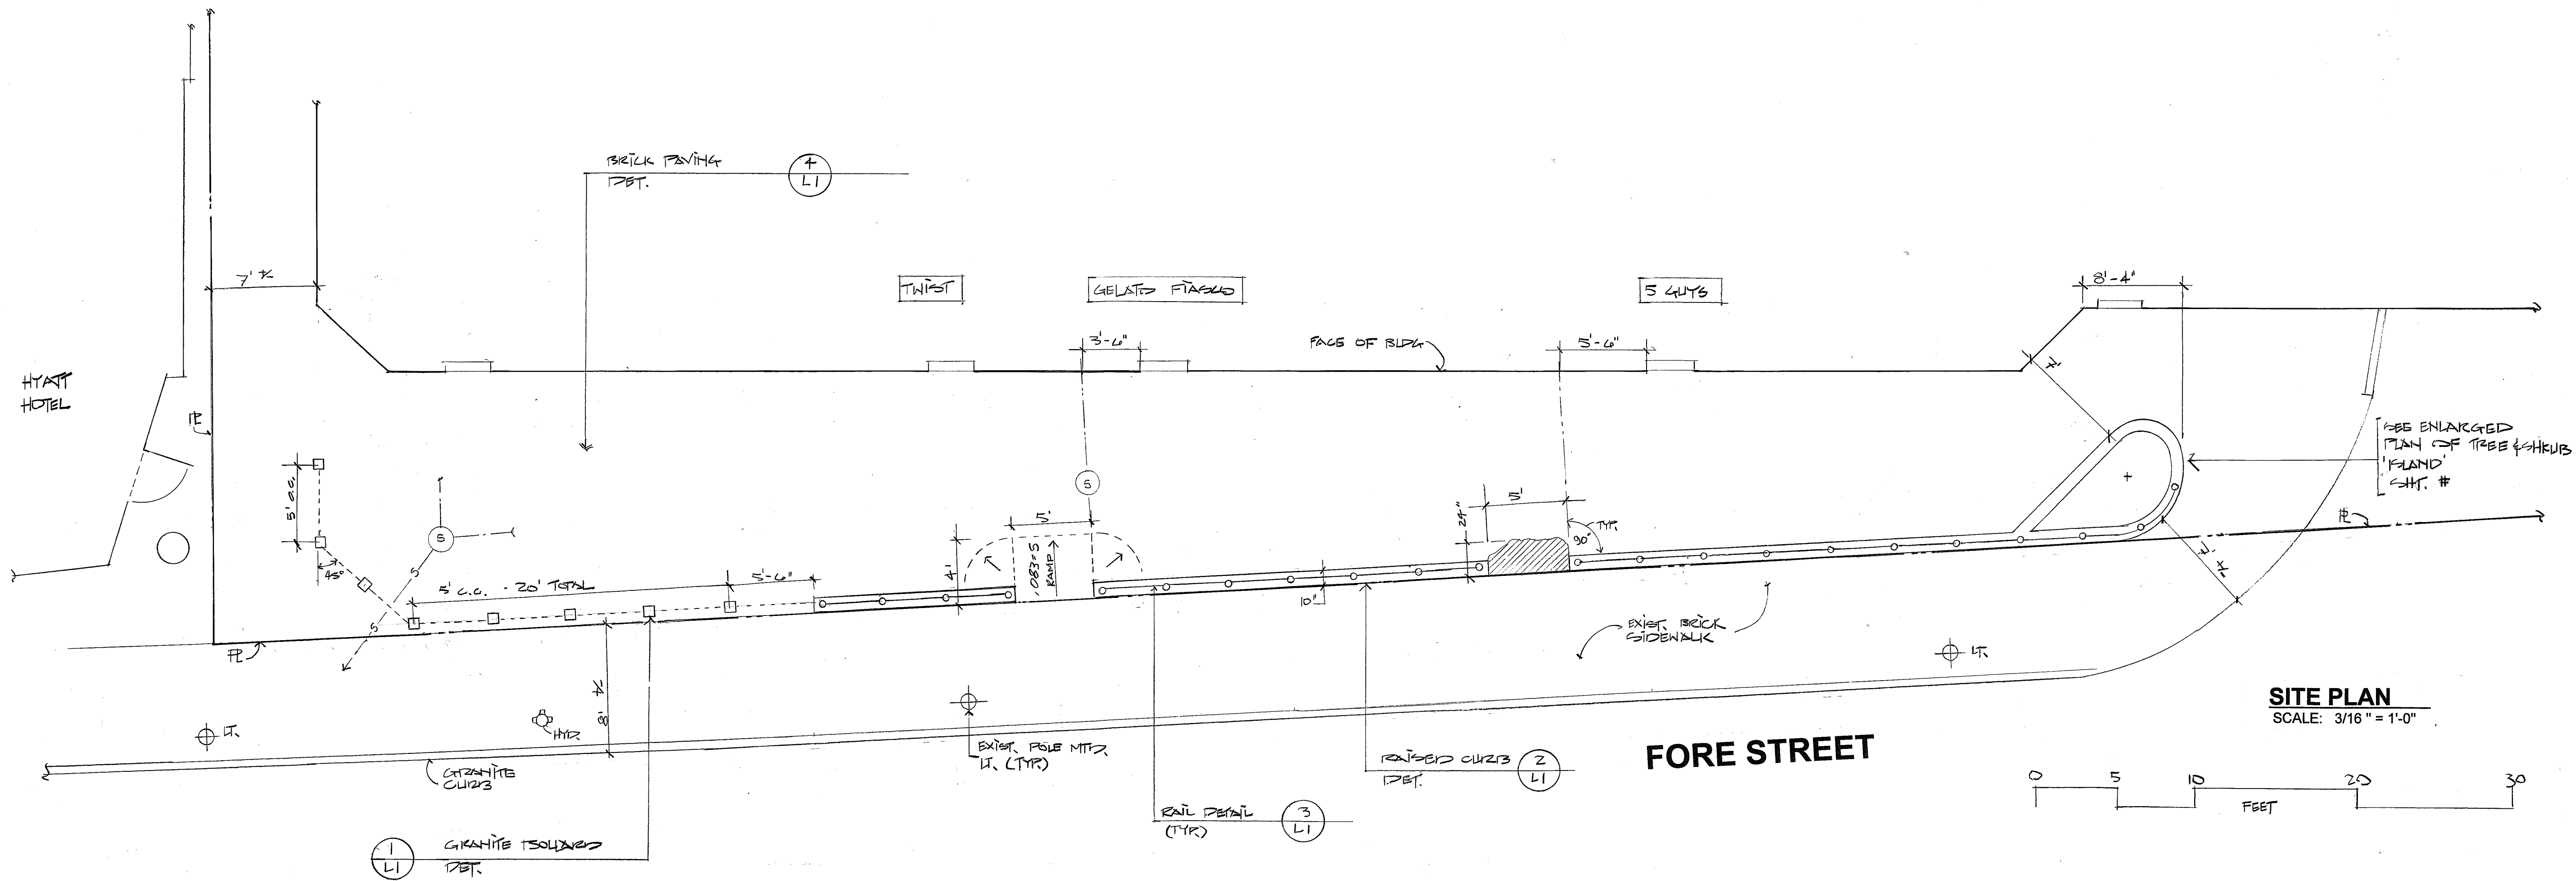 BRICK PAVING
DET.
4
L1
7' +/-
TWIST
GELATO FIASCO
5 GUYS
8'-4"
3'-6"
FACE OF BLDG
5'-6"
7'
HYATT
HOTEL
PL
SEE ENLARGED
PLAN OF TREE & SHRUB
'ISLAND'
SHT. #
5' o.c.
S
S
5'
5'
24"
TYP.
90°
PL
45°
S
5' o.c. - 20' TOTAL
5'-6"
4'
.083 = S
RAMP
10"
7' +/-
S
EXIST. BRICK
SIDEWALK
PL
8' +/-
LT.
LT.
HYD.
EXIST. POLE MTD.
LT. (TYP.)
GRANITE
CURB
RAISED CURB
DET.
2
L1
FORE STREET
SITE PLAN
SCALE: 3/16 " = 1'-0"
0 5 10 20 30
FEET
RAIL DETAIL
(TYP.)
3
L1
1
L1
GRANITE BOLLARD
DET.